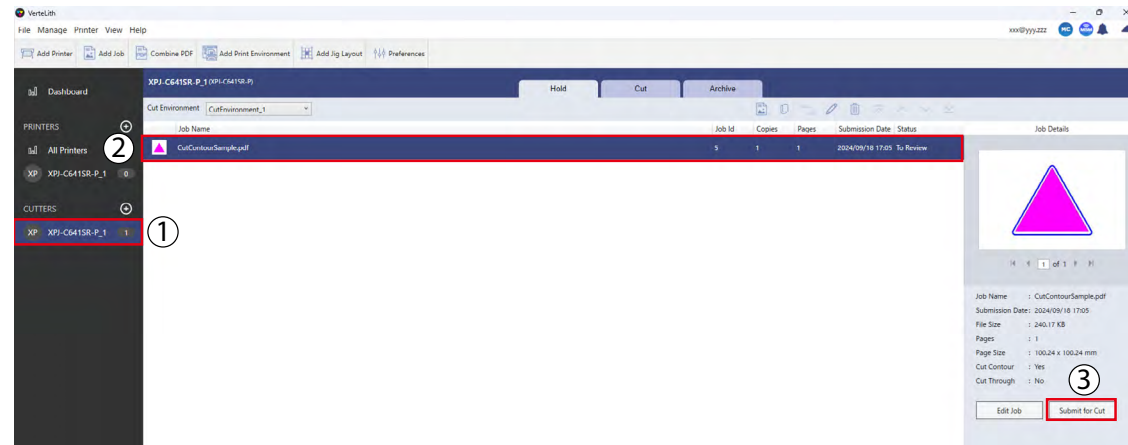 VerteLith
File Manage Printer View Help
xxx@yyy.zzz MC
Add Printer Add Job Combine PDF Add Print Environment Add Jig Layout Preferences
Dashboard
XPJ-C641SR-P_1 (XPJ-C641SR-P)
Hold Cut Archive
Cut Environment CutEnvironment_1
PRINTERS
Job Name Job Id Copies Pages Submission Date Status Job Details
All Printers
②
CutContourSample.pdf 5 1 1 2024/09/18 17:05 To Review
XP XPJ-C641SR-P_1 0
CUTTERS
XP XPJ-C641SR-P_1 1
①
1 of 1
Job Name : CutContourSample.pdf
Submission Date : 2024/09/18 17:05
File Size : 240.17 KB
Pages : 1
Page Size : 100.24 x 100.24 mm
Cut Contour : Yes
Cut Through : No
③
Edit Job Submit for Cut